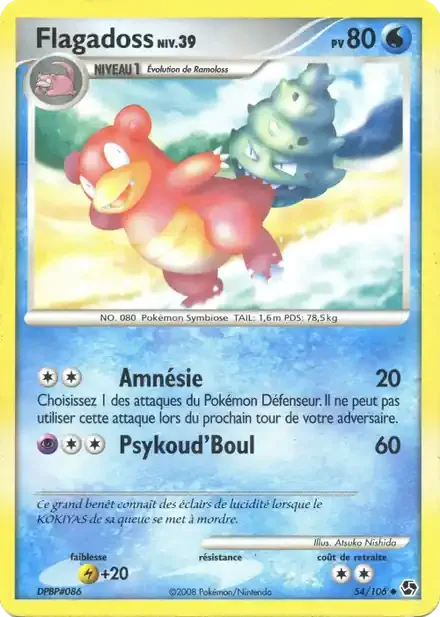 Flagadoss NIV.39 PV 80
NIVEAU 1 Évolution de Ramoloss
NO. 080 Pokémon Symbiose TAIL: 1,6m PDS: 78,5kg
Amnésie 20
Choisissez 1 des attaques du Pokémon Défenseur. Il ne peut pas
utiliser cette attaque lors du prochain tour de votre adversaire.
Psykoud'Boul 60
Ce grand benêt connaît des éclairs de lucidité lorsque le
KOKIYAS de sa queue se met à mordre.
Illus. Atsuko Nishida
faiblesse résistance coût de retraite
+20
DPBP#086 ©2008 Pokémon/Nintendo 54/106